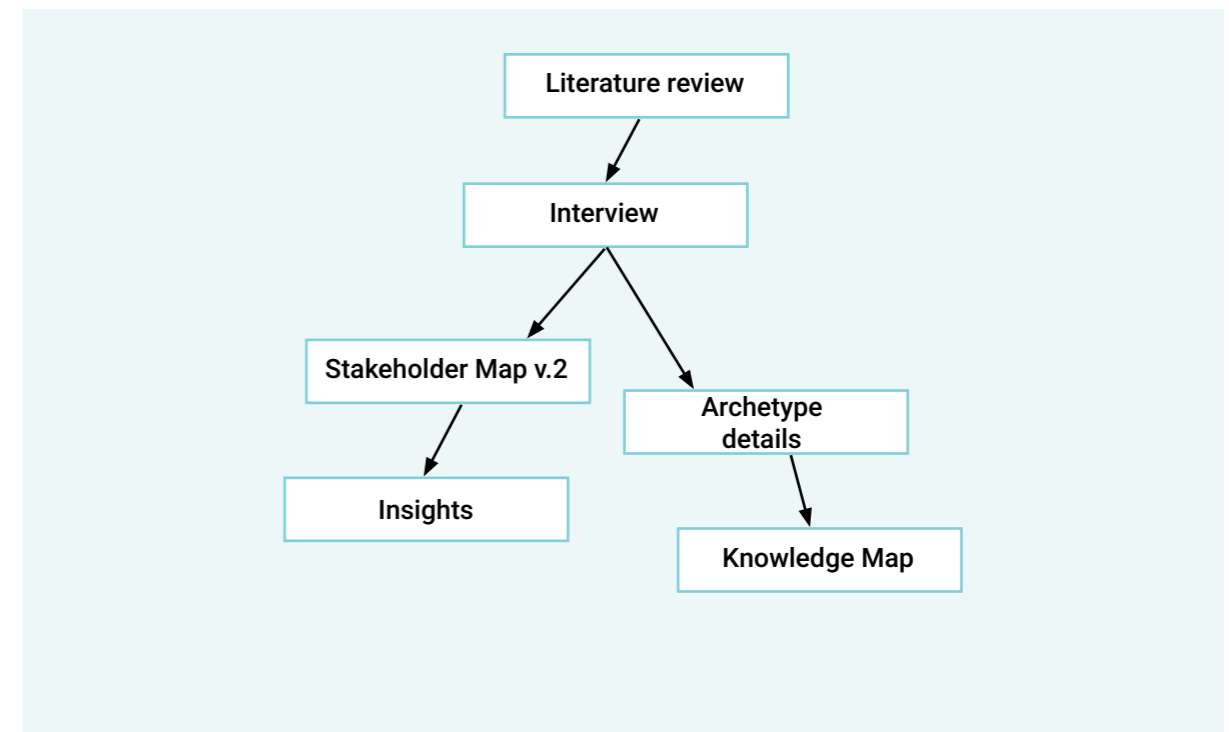 Literature review
Interview
Stakeholder Map v.2
Archetype
details
Insights
Knowledge Map